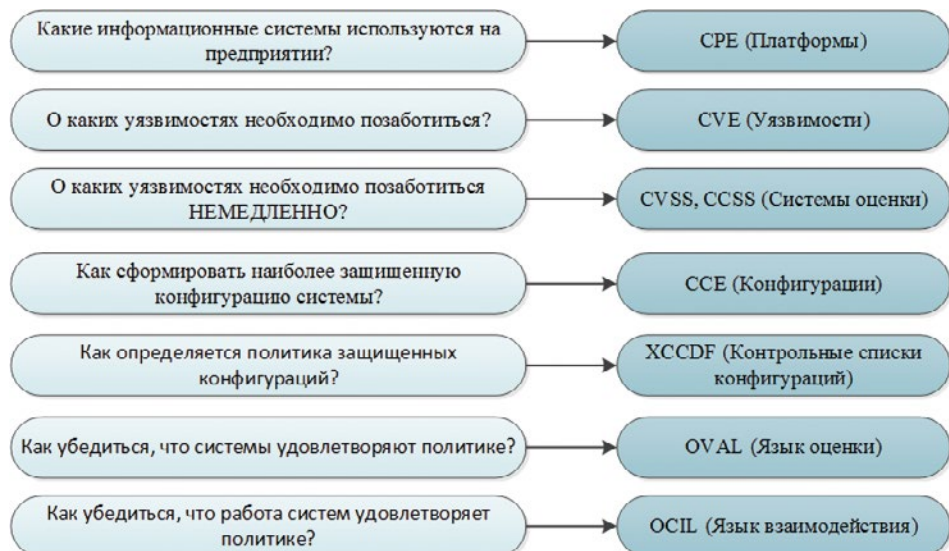 Какие информационные системы используются на
предприятии?
CPE (Платформы)
О каких уязвимостях необходимо позаботиться?
CVE (Уязвимости)
О каких уязвимостях необходимо позаботиться
НЕМЕДЛЕННО?
CVSS, CCSS (Системы оценки)
Как сформировать наиболее защищенную
конфигурацию системы?
CCE (Конфигурации)
Как определяется политика защищенных
конфигураций?
XCCDF (Контрольные списки
конфигураций)
Как убедиться, что системы удовлетворяют политике?
OVAL (Язык оценки)
Как убедиться, что работа систем удовлетворяет
политике?
OCIL (Язык взаимодействия)